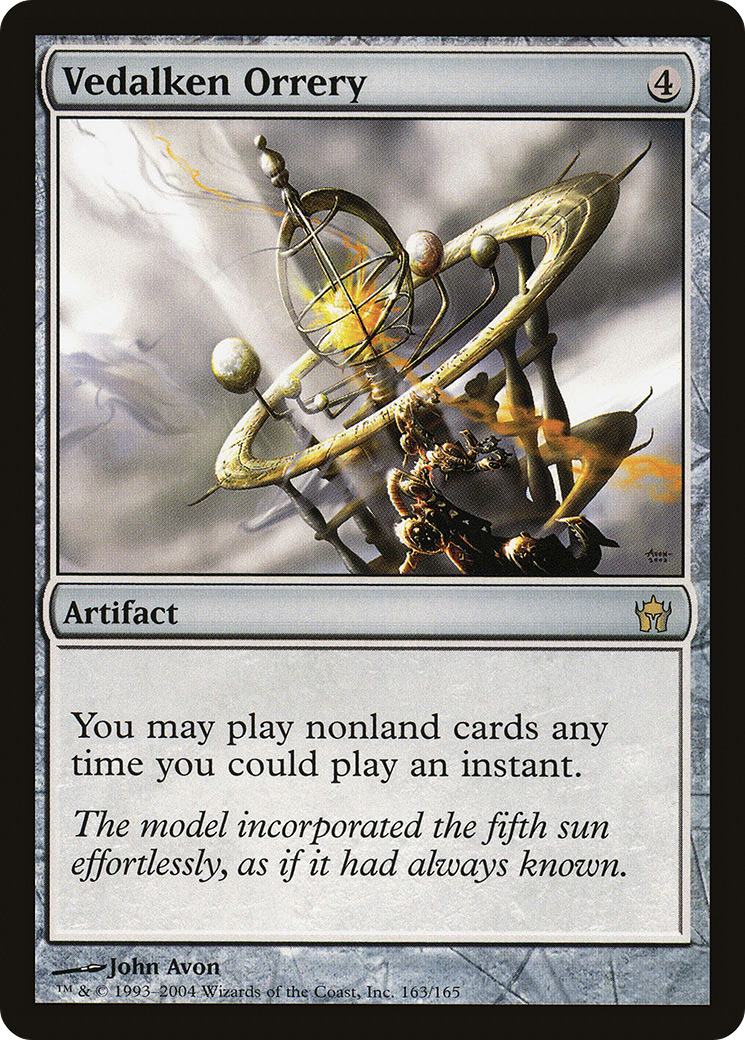 Vedalken Orrery 4
AVON-
2003
Artifact
You may play nonland cards any
time you could play an instant.
The model incorporated the fifth sun
effortlessly, as if it had always known.
John Avon
™ & © 1993–2004 Wizards of the Coast, Inc. 163/165